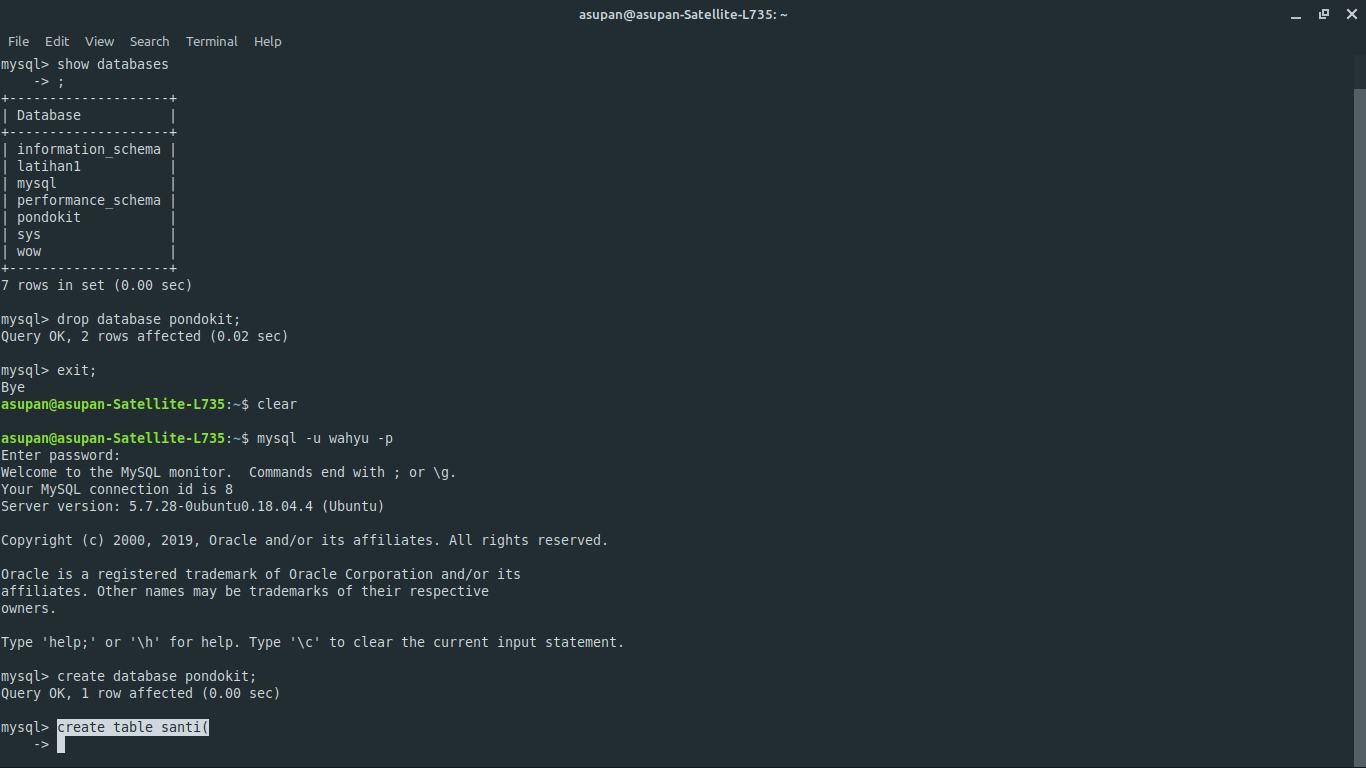 asupan@asupan-Satellite-L735: ~
File Edit View Search Terminal Help
mysql> show databases
    -> ;
+--------------------+
| Database           |
+--------------------+
| information_schema |
| latihan1           |
| mysql              |
| performance_schema |
| pondokit           |
| sys                |
| wow                |
+--------------------+
7 rows in set (0.00 sec)
mysql> drop database pondokit;
Query OK, 2 rows affected (0.02 sec)
mysql> exit;
Bye
asupan@asupan-Satellite-L735:~$ clear
asupan@asupan-Satellite-L735:~$ mysql -u wahyu -p
Enter password:
Welcome to the MySQL monitor.  Commands end with ; or \g.
Your MySQL connection id is 8
Server version: 5.7.28-0ubuntu0.18.04.4 (Ubuntu)
Copyright (c) 2000, 2019, Oracle and/or its affiliates. All rights reserved.
Oracle is a registered trademark of Oracle Corporation and/or its
affiliates. Other names may be trademarks of their respective
owners.
Type 'help;' or '\h' for help. Type '\c' to clear the current input statement.
mysql> create database pondokit;
Query OK, 1 row affected (0.00 sec)
mysql> create table santi(
    ->